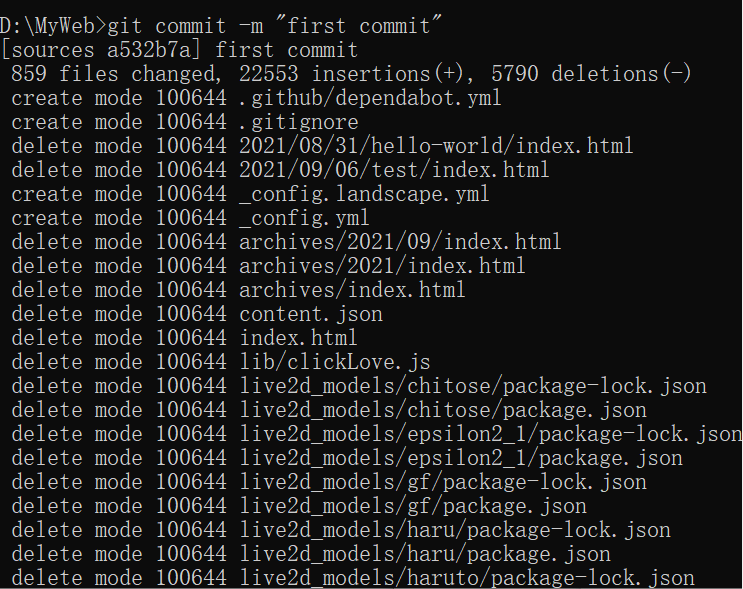 D:\MyWeb>git commit -m "first commit"
[sources a532b7a] first commit
 859 files changed, 22553 insertions(+), 5790 deletions(-)
 create mode 100644 .github/dependabot.yml
 create mode 100644 .gitignore
 delete mode 100644 2021/08/31/hello-world/index.html
 delete mode 100644 2021/09/06/test/index.html
 create mode 100644 _config.landscape.yml
 create mode 100644 _config.yml
 delete mode 100644 archives/2021/09/index.html
 delete mode 100644 archives/2021/index.html
 delete mode 100644 archives/index.html
 delete mode 100644 content.json
 delete mode 100644 index.html
 delete mode 100644 lib/clickLove.js
 delete mode 100644 live2d_models/chitose/package-lock.json
 delete mode 100644 live2d_models/chitose/package.json
 delete mode 100644 live2d_models/epsilon2_1/package-lock.json
 delete mode 100644 live2d_models/epsilon2_1/package.json
 delete mode 100644 live2d_models/gf/package-lock.json
 delete mode 100644 live2d_models/gf/package.json
 delete mode 100644 live2d_models/haru/package-lock.json
 delete mode 100644 live2d_models/haru/package.json
 delete mode 100644 live2d_models/haruto/package-lock.json